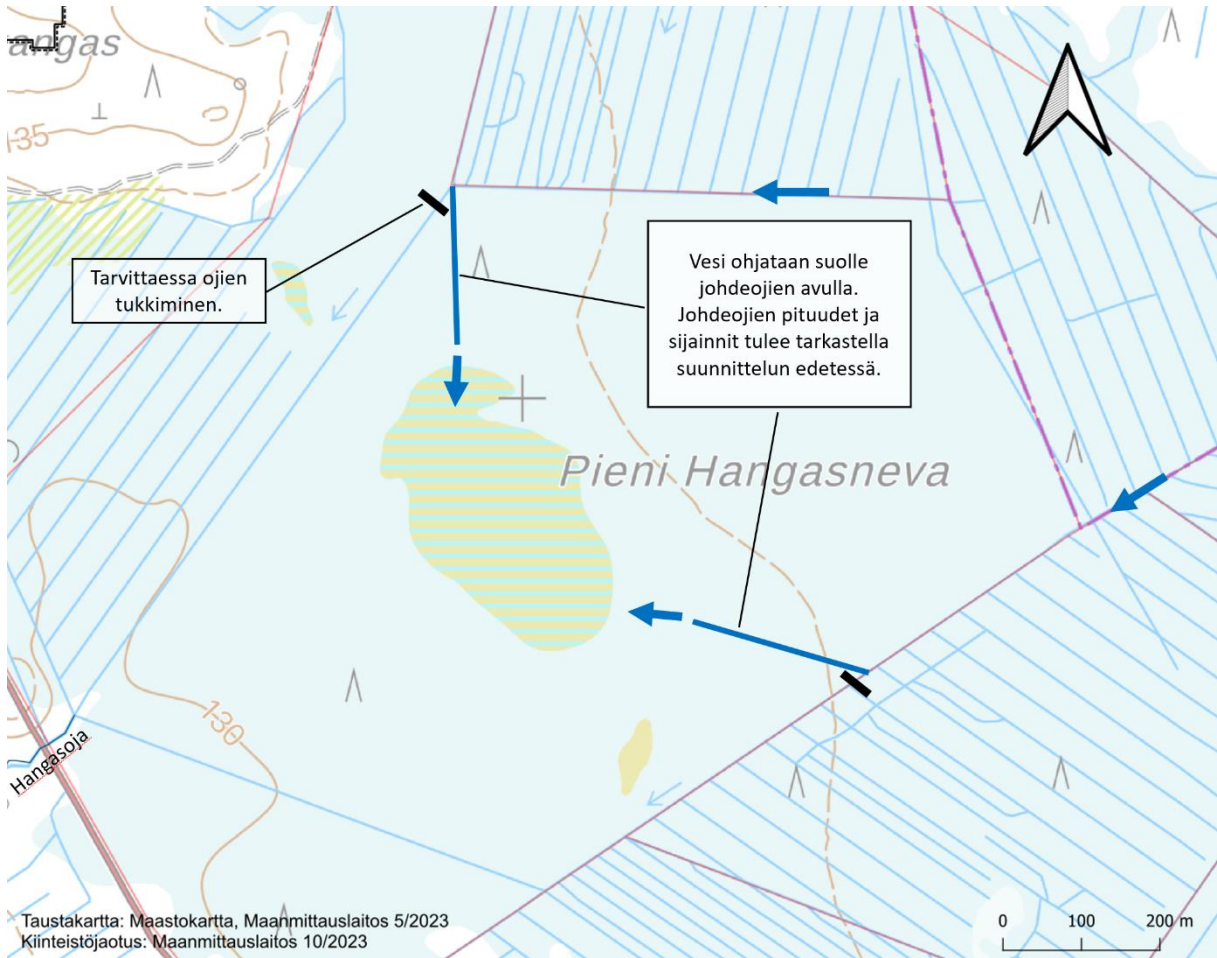 angas
35
Tarvittaessa ojien
tukkiminen.
Vesi ohjataan suolle
johdeojien avulla.
Johdeojien pituudet ja
sijainnit tulee tarkastella
suunnittelun edetessä.
Pieni Hangasneva
130
Hangasoja
Taustakartta: Maastokartta, Maanmittauslaitos 5/2023
Kiinteistöjaotus: Maanmittauslaitos 10/2023
0 100 200 m